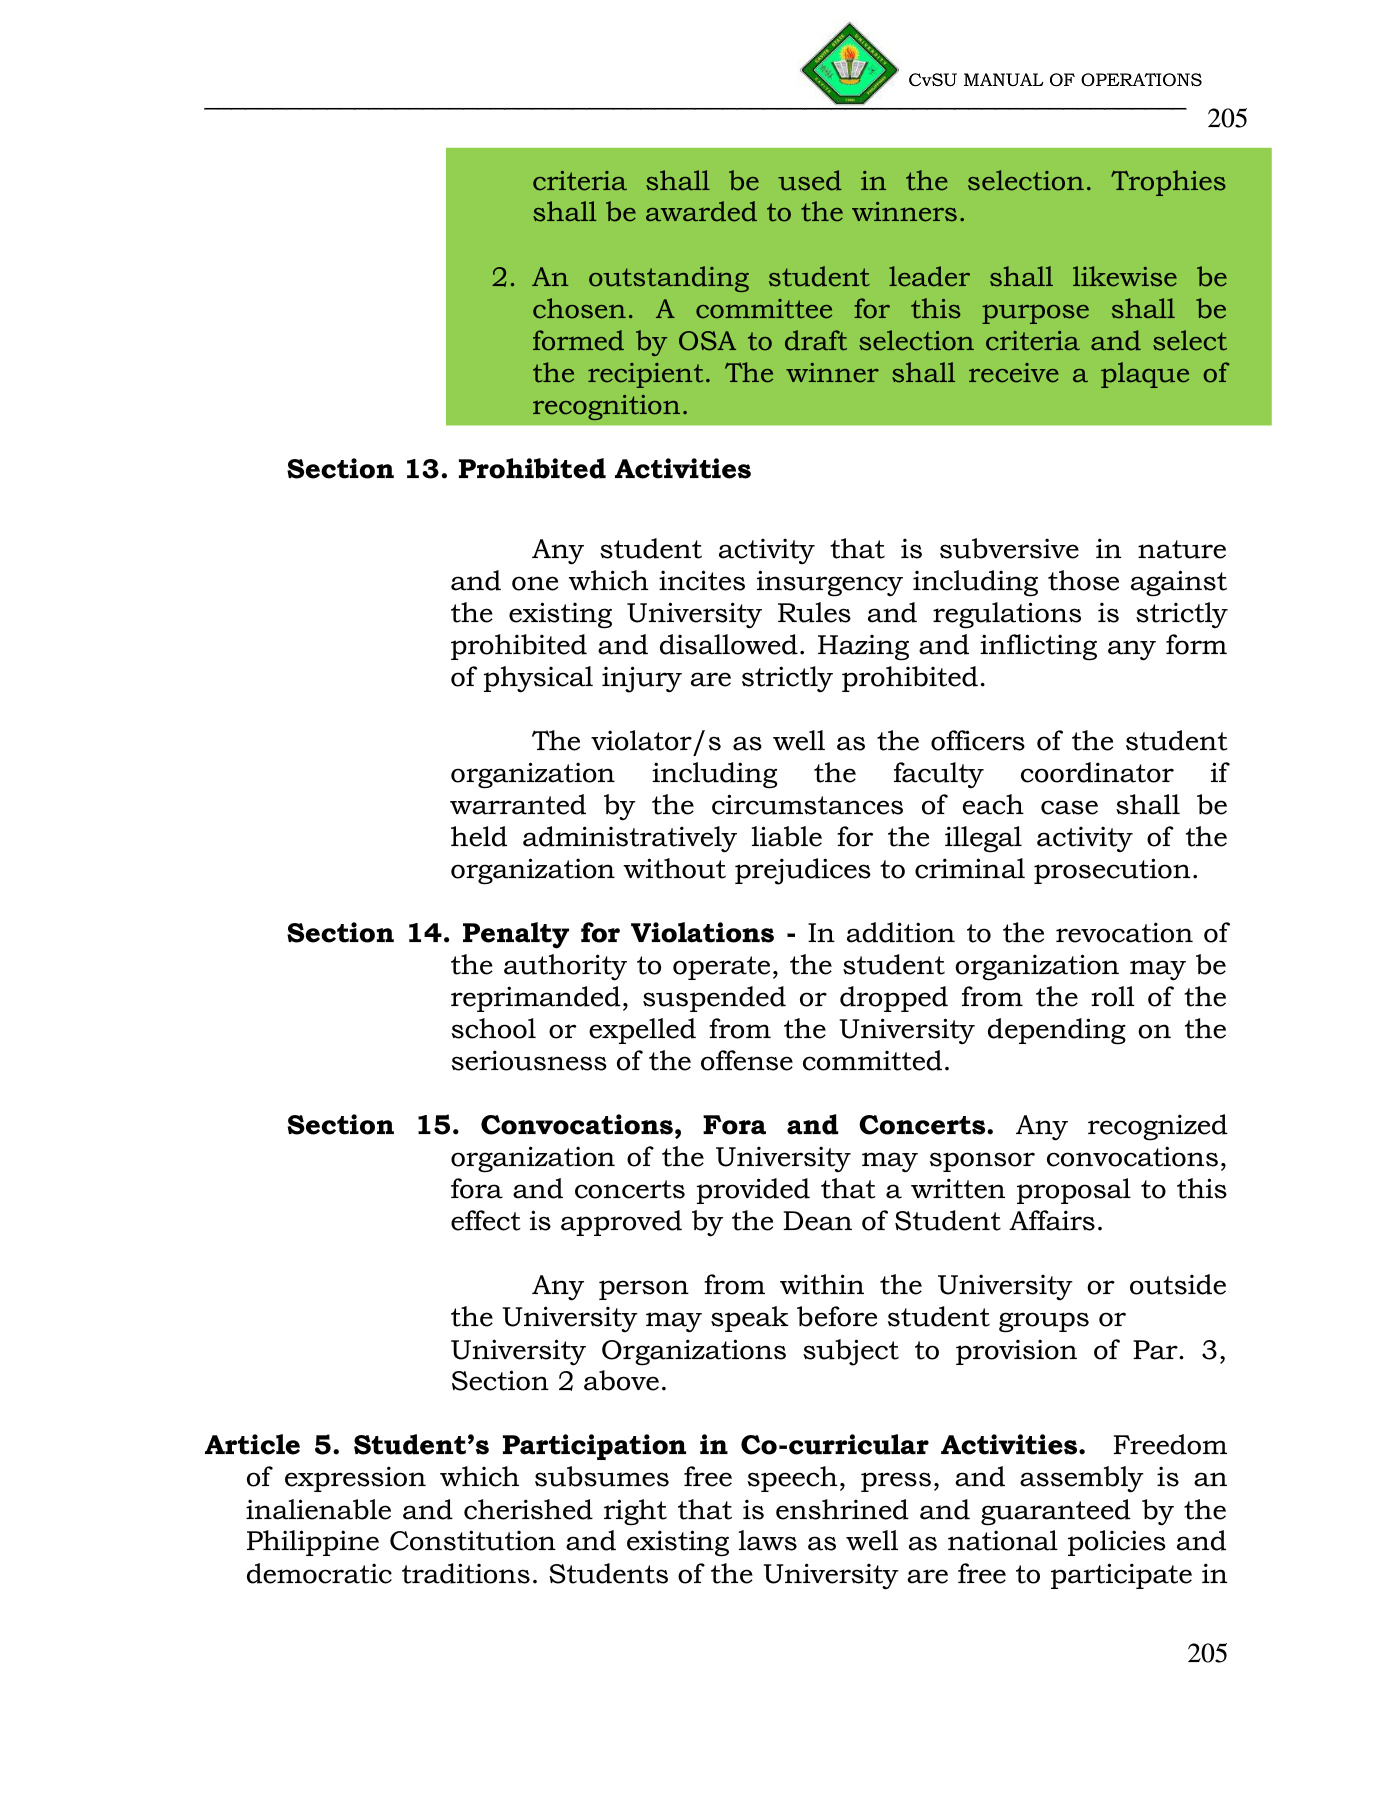 CvSU MANUAL OF OPERATIONS
205
criteria shall be used in the selection. Trophies
shall be awarded to the winners.
2. An outstanding student leader shall likewise be
chosen. A committee for this purpose shall be
formed by OSA to draft selection criteria and select
the recipient. The winner shall receive a plaque of
recognition.
Section 13. Prohibited Activities
Any student activity that is subversive in nature
and one which incites insurgency including those against
the existing University Rules and regulations is strictly
prohibited and disallowed. Hazing and inflicting any form
of physical injury are strictly prohibited.
The violator/s as well as the officers of the student
organization including the faculty coordinator if
warranted by the circumstances of each case shall be
held administratively liable for the illegal activity of the
organization without prejudices to criminal prosecution.
Section 14. Penalty for Violations - In addition to the revocation of
the authority to operate, the student organization may be
reprimanded, suspended or dropped from the roll of the
school or expelled from the University depending on the
seriousness of the offense committed.
Section 15. Convocations, Fora and Concerts. Any recognized
organization of the University may sponsor convocations,
fora and concerts provided that a written proposal to this
effect is approved by the Dean of Student Affairs.
Any person from within the University or outside
the University may speak before student groups or
University Organizations subject to provision of Par. 3,
Section 2 above.
Article 5. Student’s Participation in Co-curricular Activities. Freedom
of expression which subsumes free speech, press, and assembly is an
inalienable and cherished right that is enshrined and guaranteed by the
Philippine Constitution and existing laws as well as national policies and
democratic traditions. Students of the University are free to participate in
205